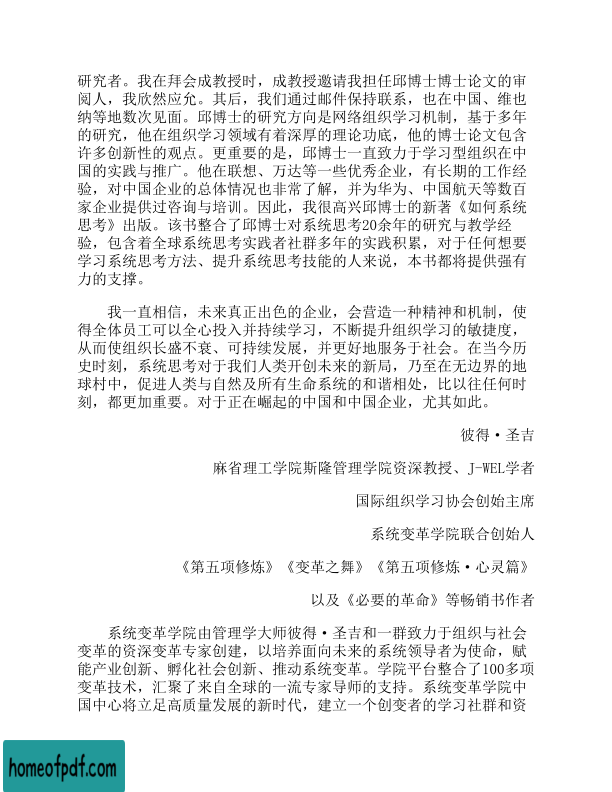 研究者。我在拜会成教授时，成教授邀请我担任邱博士博士论文的审
阅人，我欣然应允。其后，我们通过邮件保持联系，也在中国、维也
纳等地数次见面。邱博士的研究方向是网络组织学习机制，基于多年
的研究，他在组织学习领域有着深厚的理论功底，他的博士论文包含
许多创新性的观点。更重要的是，邱博士一直致力于学习型组织在中
国的实践与推广。他在联想、万达等一些优秀企业，有长期的工作经
验，对中国企业的总体情况也非常了解，并为华为、中国航天等数百
家企业提供过咨询与培训。因此，我很高兴邱博士的新著《如何系统
思考》出版。该书整合了邱博士对系统思考20余年的研究与教学经
验，包含着全球系统思考实践者社群多年的实践积累，对于任何想要
学习系统思考方法、提升系统思考技能的人来说，本书都将提供强有
力的支撑。
我一直相信，未来真正出色的企业，会营造一种精神和机制，使
得全体员工可以全心投入并持续学习，不断提升组织学习的敏捷度，
从而使组织长盛不衰、可持续发展，并更好地服务于社会。在当今历
史时刻，系统思考对于我们人类开创未来的新局，乃至在无边界的地
球村中，促进人类与自然及所有生命系统的和谐相处，比以往任何时
刻，都更加重要。对于正在崛起的中国和中国企业，尤其如此。
彼得·圣吉
麻省理工学院斯隆管理学院资深教授、J-WEL学者
国际组织学习协会创始主席
系统变革学院联合创始人
《第五项修炼》《变革之舞》《第五项修炼·心灵篇》
以及《必要的革命》等畅销书作者
系统变革学院由管理学大师彼得·圣吉和一群致力于组织与社会
变革的资深变革专家创建，以培养面向未来的系统领导者为使命，赋
能产业创新、孵化社会创新、推动系统变革。学院平台整合了100多项
变革技术，汇聚了来自全球的一流专家导师的支持。系统变革学院中
国中心将立足高质量发展的新时代，建立一个创变者的学习社群和资
homeofpdf.com